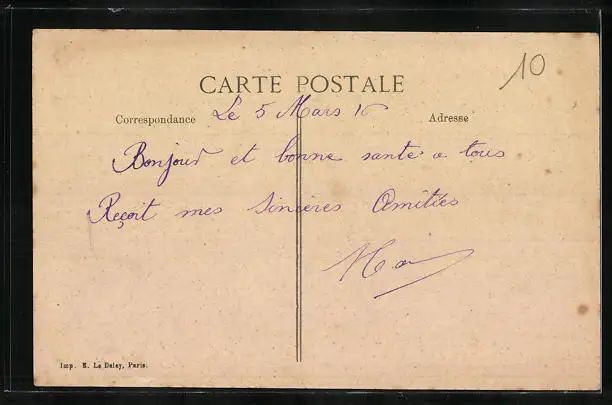 10
CARTE POSTALE
Correspondance
Le 5 Mars 16
Adresse
Bonjour et bonne sante a tous
Reçoit mes Sincères Amitiés
Imp. E. Le Deley, Paris.